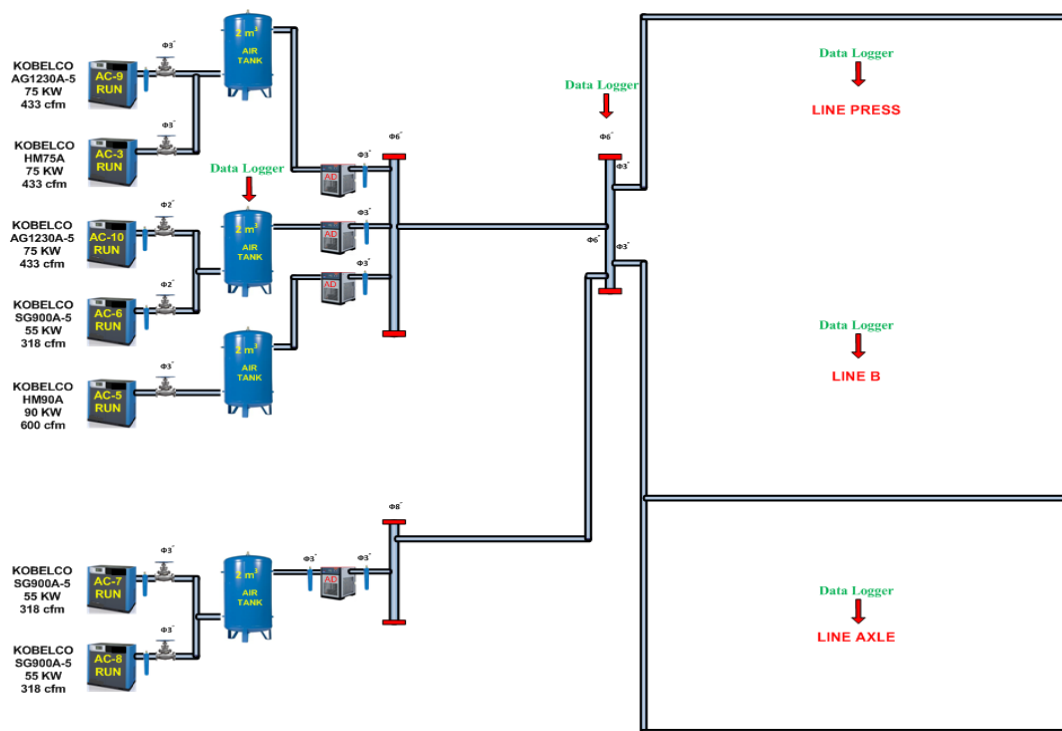 Φ3"
2 m³
AIR
TANK
KOBELCO
AG1230A-5
75 KW
433 cfm
AC-9
RUN
Φ3"
KOBELCO
HM75A
75 KW
433 cfm
AC-3
RUN
Data Logger
Φ2"
KOBELCO
AG1230A-5
75 KW
433 cfm
AC-10
RUN
2 m³
AIR
TANK
Φ2"
KOBELCO
SG900A-5
55 KW
318 cfm
AC-6
RUN
2 m³
AIR
TANK
Φ3"
KOBELCO
HM90A
90 KW
600 cfm
AC-5
RUN
Φ3"
AD
Φ3"
AD
Φ3"
AD
Φ6"
Data Logger
Φ6"
Φ3"
Φ6"
Φ3"
Data Logger
LINE PRESS
Data Logger
LINE B
Φ3"
KOBELCO
SG900A-5
55 KW
318 cfm
AC-7
RUN
2 m³
AIR
TANK
Φ3"
KOBELCO
SG900A-5
55 KW
318 cfm
AC-8
RUN
Φ3"
AD
Φ3"
Φ8"
Data Logger
LINE AXLE